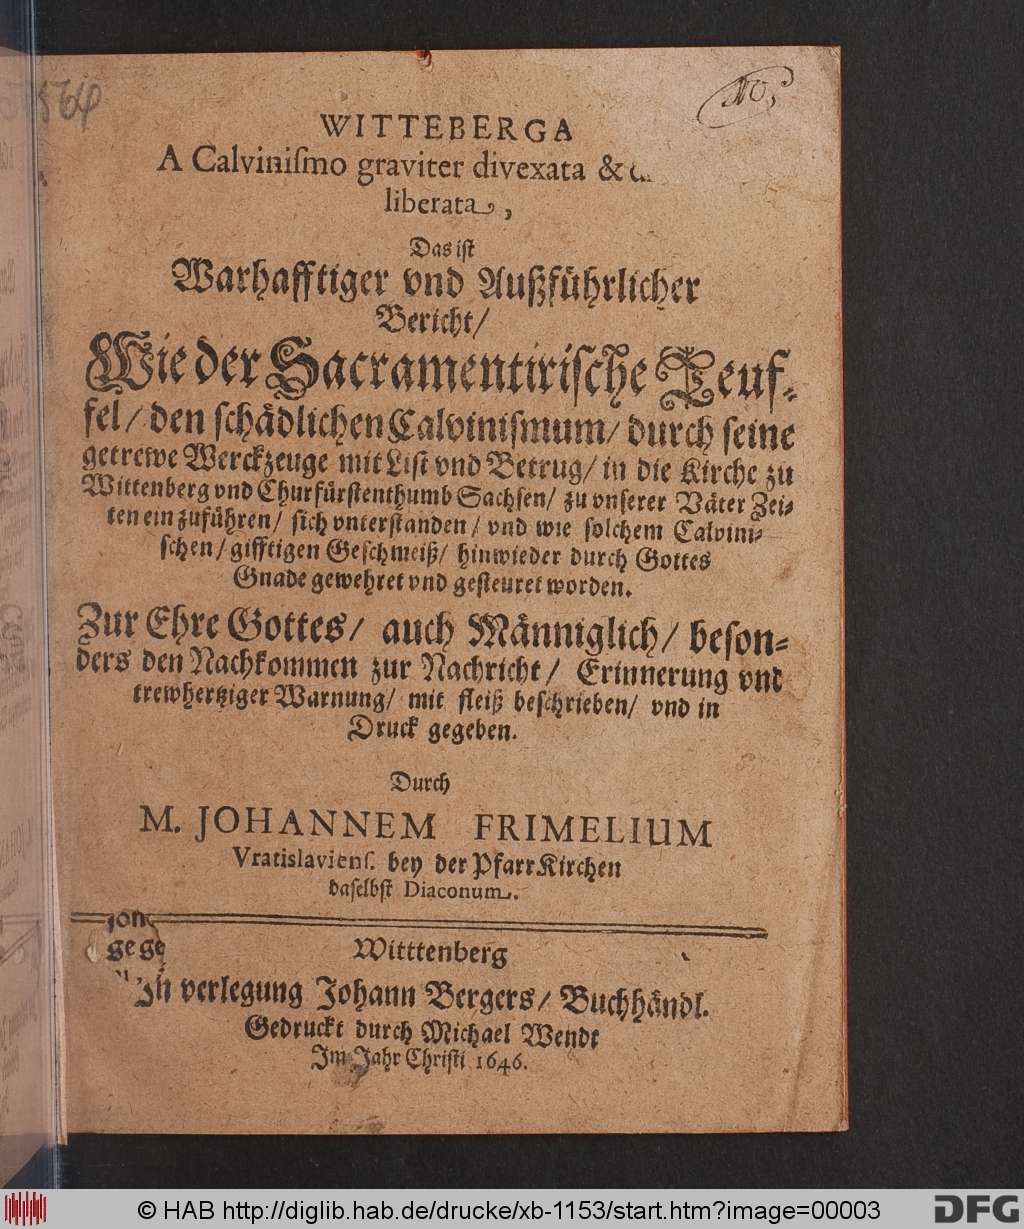 564
10,
WITTEBERGA
A Calviniſmo graviter divexata &
liberata,
Das iſt
Warhafftiger vnd Außführlicher
Bericht/
Wie der Sacramentiriſche Teuf-
fel/ den ſchädlichen Calviniſmum/ durch ſeine
getrewe Werckzeuge mit Liſt vnd Betrug/ in die Kirche zu
Wittenberg vnd Churfürſtenthumb Sachſen/ zu vnſerer Väter Zei-
ten einzuführen/ ſich vnterſtanden/ vnd wie ſolchem Calvini-
ſchen/ gifftigen Geſchmeiß/ hinwieder durch Gottes
Gnade gewehret vnd geſteuret worden.
Zur Ehre Gottes/ auch Männiglich/ beſon-
ders den Nachkommen zur Nachricht/ Erinnerung vnd
trewhertziger Warnung/ mit fleiß beſchrieben/ vnd in
Druck gegeben.
Durch
M. JOHANNEM FRIMELIUM
Vratislavienſ. bey der PfarrKirchen
daſelbſt Diaconum.
Witttenberg
In verlegung Johann Bergers/ Buchhändl.
Gedruckt durch Michael Wendt
Im Jahr Chriſti 1646.
© HAB http://diglib.hab.de/drucke/xb-1153/start.htm?image=00003
DFG